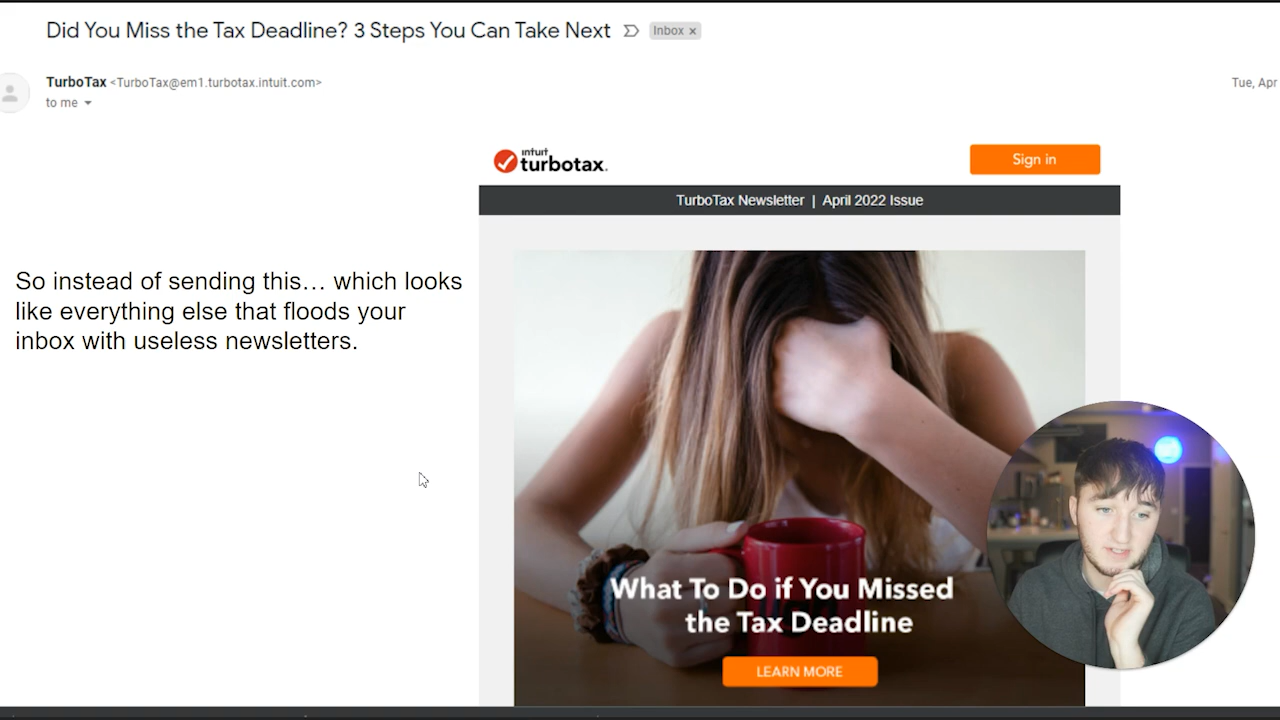 Did You Miss the Tax Deadline? 3 Steps You Can Take Next
Inbox ×
TurboTax <TurboTax@em1.turbotax.intuit.com>
Tue, Apr
to me
intuit
turbotax.
Sign in
TurboTax Newsletter | April 2022 Issue
So instead of sending this… which looks
like everything else that floods your
inbox with useless newsletters.
What To Do if You Missed
the Tax Deadline
LEARN MORE